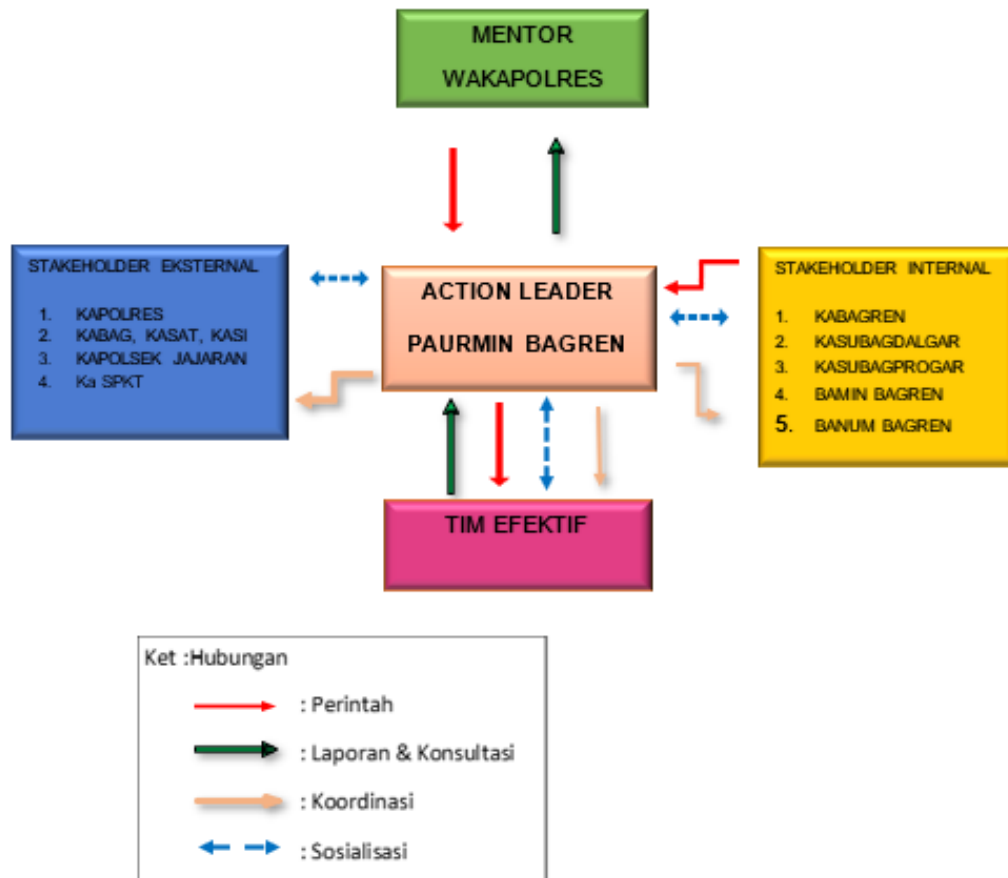 MENTOR
WAKAPOLRES
STAKEHOLDER EKSTERNAL
1. KAPOLRES
2. KABAG, KASAT, KASI
3. KAPOLSEK JAJARAN
4. Ka SPKT
ACTION LEADER
PAURMIN BAGREN
STAKEHOLDER INTERNAL
1. KABAGREN
2. KASUBAGDALGAR
3. KASUBAGPROGAR
4. BAMIN BAGREN
5. BANUM BAGREN
TIM EFEKTIF
Ket :Hubungan
: Perintah
: Laporan & Konsultasi
: Koordinasi
: Sosialisasi